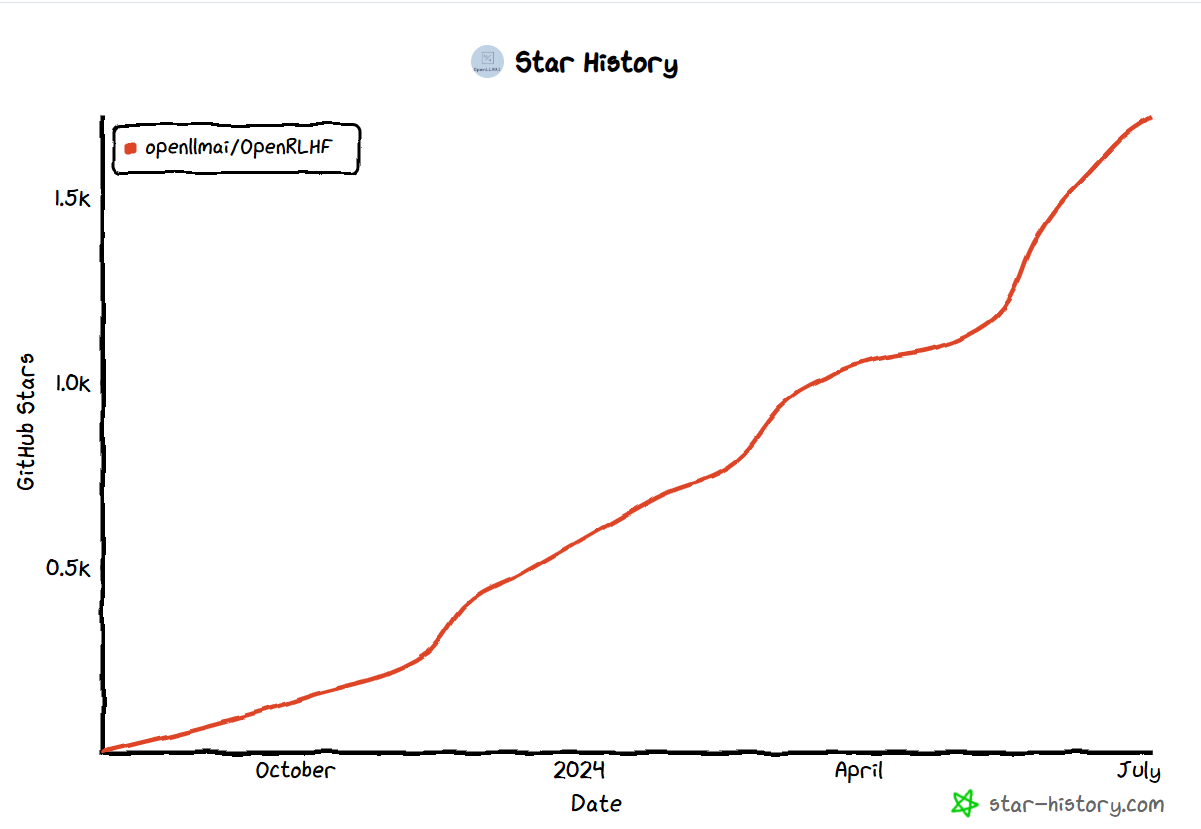 Star History
openllmai/OpenRLHF
1.5k
1.0k
0.5k
GitHub Stars
October
2024
April
July
Date
star-history.com